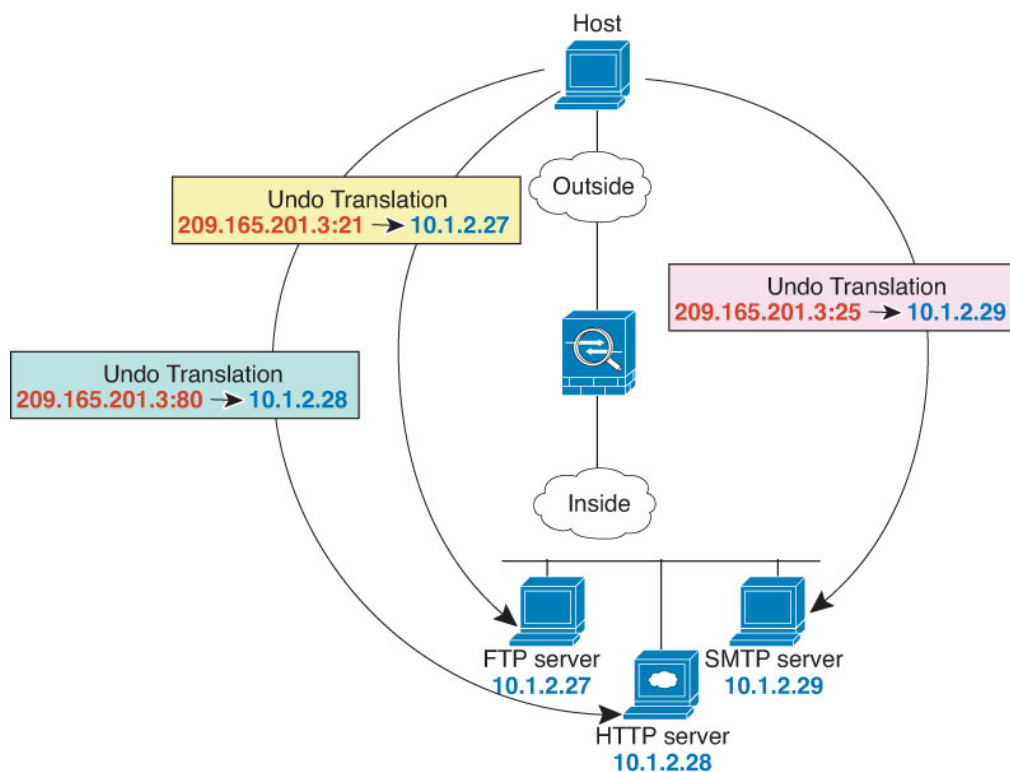 Host
Outside
Undo Translation
209.165.201.3:21 → 10.1.2.27
Undo Translation
209.165.201.3:25 → 10.1.2.29
Undo Translation
209.165.201.3:80 → 10.1.2.28
Inside
FTP server
10.1.2.27
SMTP server
10.1.2.29
HTTP server
10.1.2.28